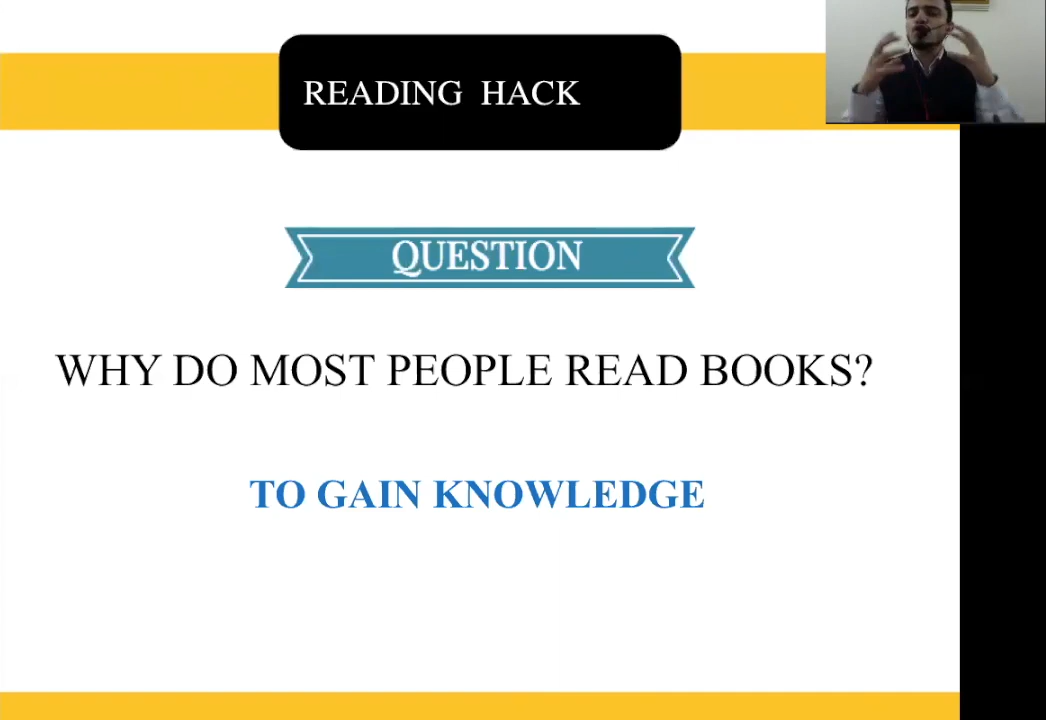 READING HACK
QUESTION
WHY DO MOST PEOPLE READ BOOKS?
TO GAIN KNOWLEDGE